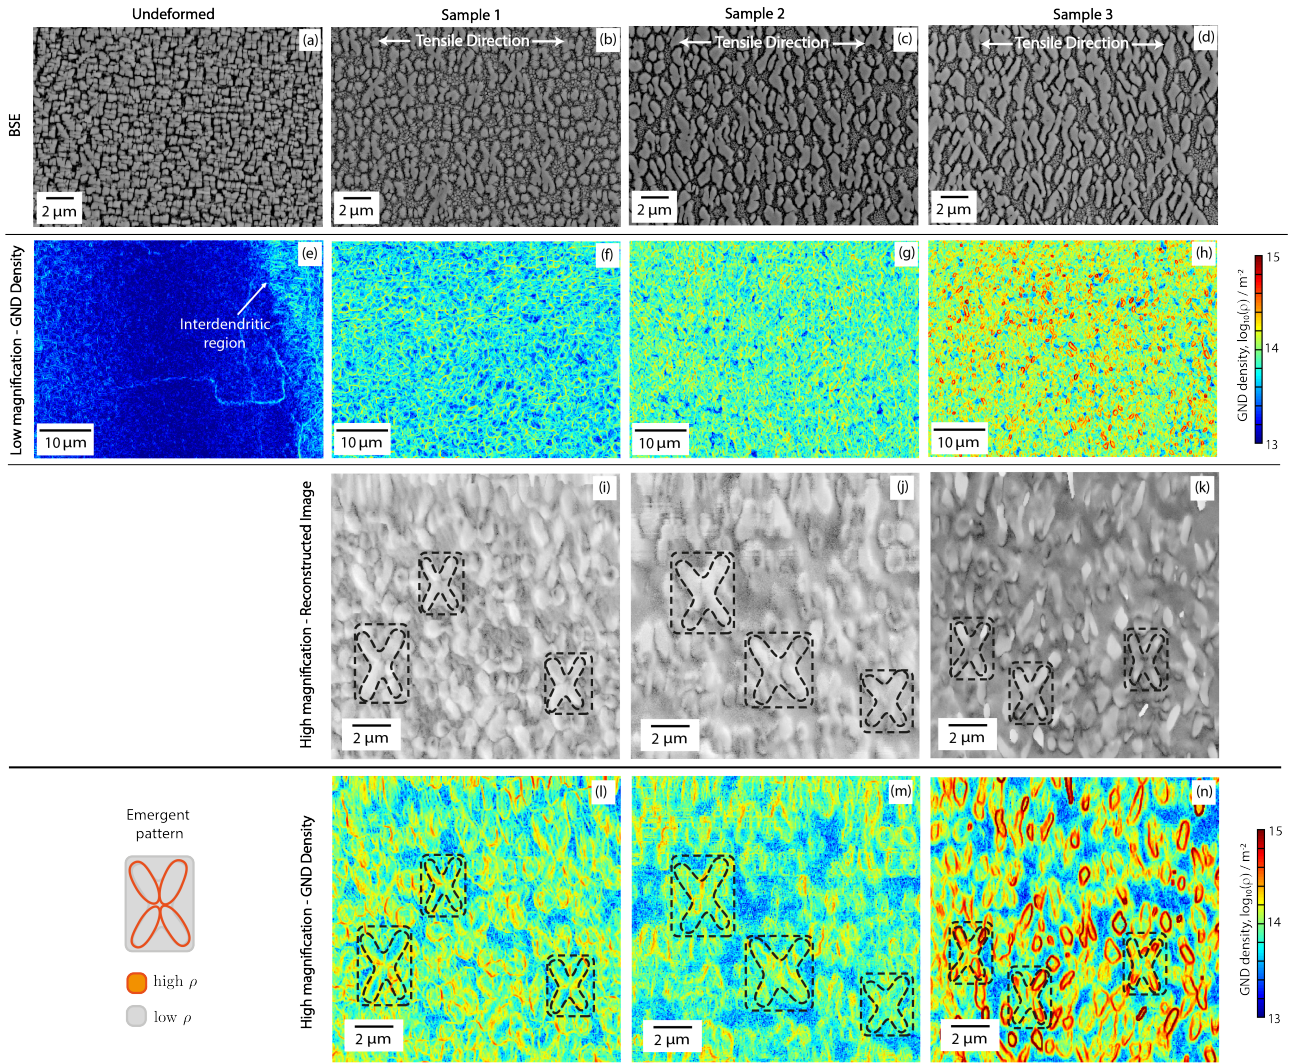 Undeformed
Sample 1
Sample 2
Sample 3
BSE
(a)
(b)
(c)
(d)
Tensile Direction
Tensile Direction
Tensile Direction
2 µm
2 µm
2 µm
2 µm
Low magnification - GND Density
(e)
(f)
(g)
(h)
Interdendritic
region
10 µm
10 µm
10 µm
10 µm
15
14
13
GND density, log₁₀(ρ) / m⁻²
High magnification - Reconstructed Image
(i)
(j)
(k)
2 µm
2 µm
2 µm
High magnification - GND Density
(l)
(m)
(n)
Emergent
pattern
high ρ
low ρ
2 µm
2 µm
2 µm
15
14
13
GND density, log₁₀(ρ) / m⁻²